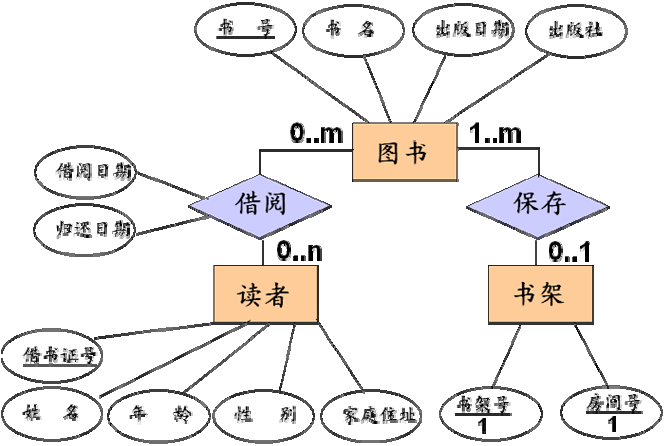 书 号
书 名
出版日期
出版社
0..m
图书
1..m
借阅日期
借阅
保存
归还日期
0..n
0..1
读者
书架
借书证号
姓 名
年 龄
性 别
家庭住址
书架号
1
房间号
1